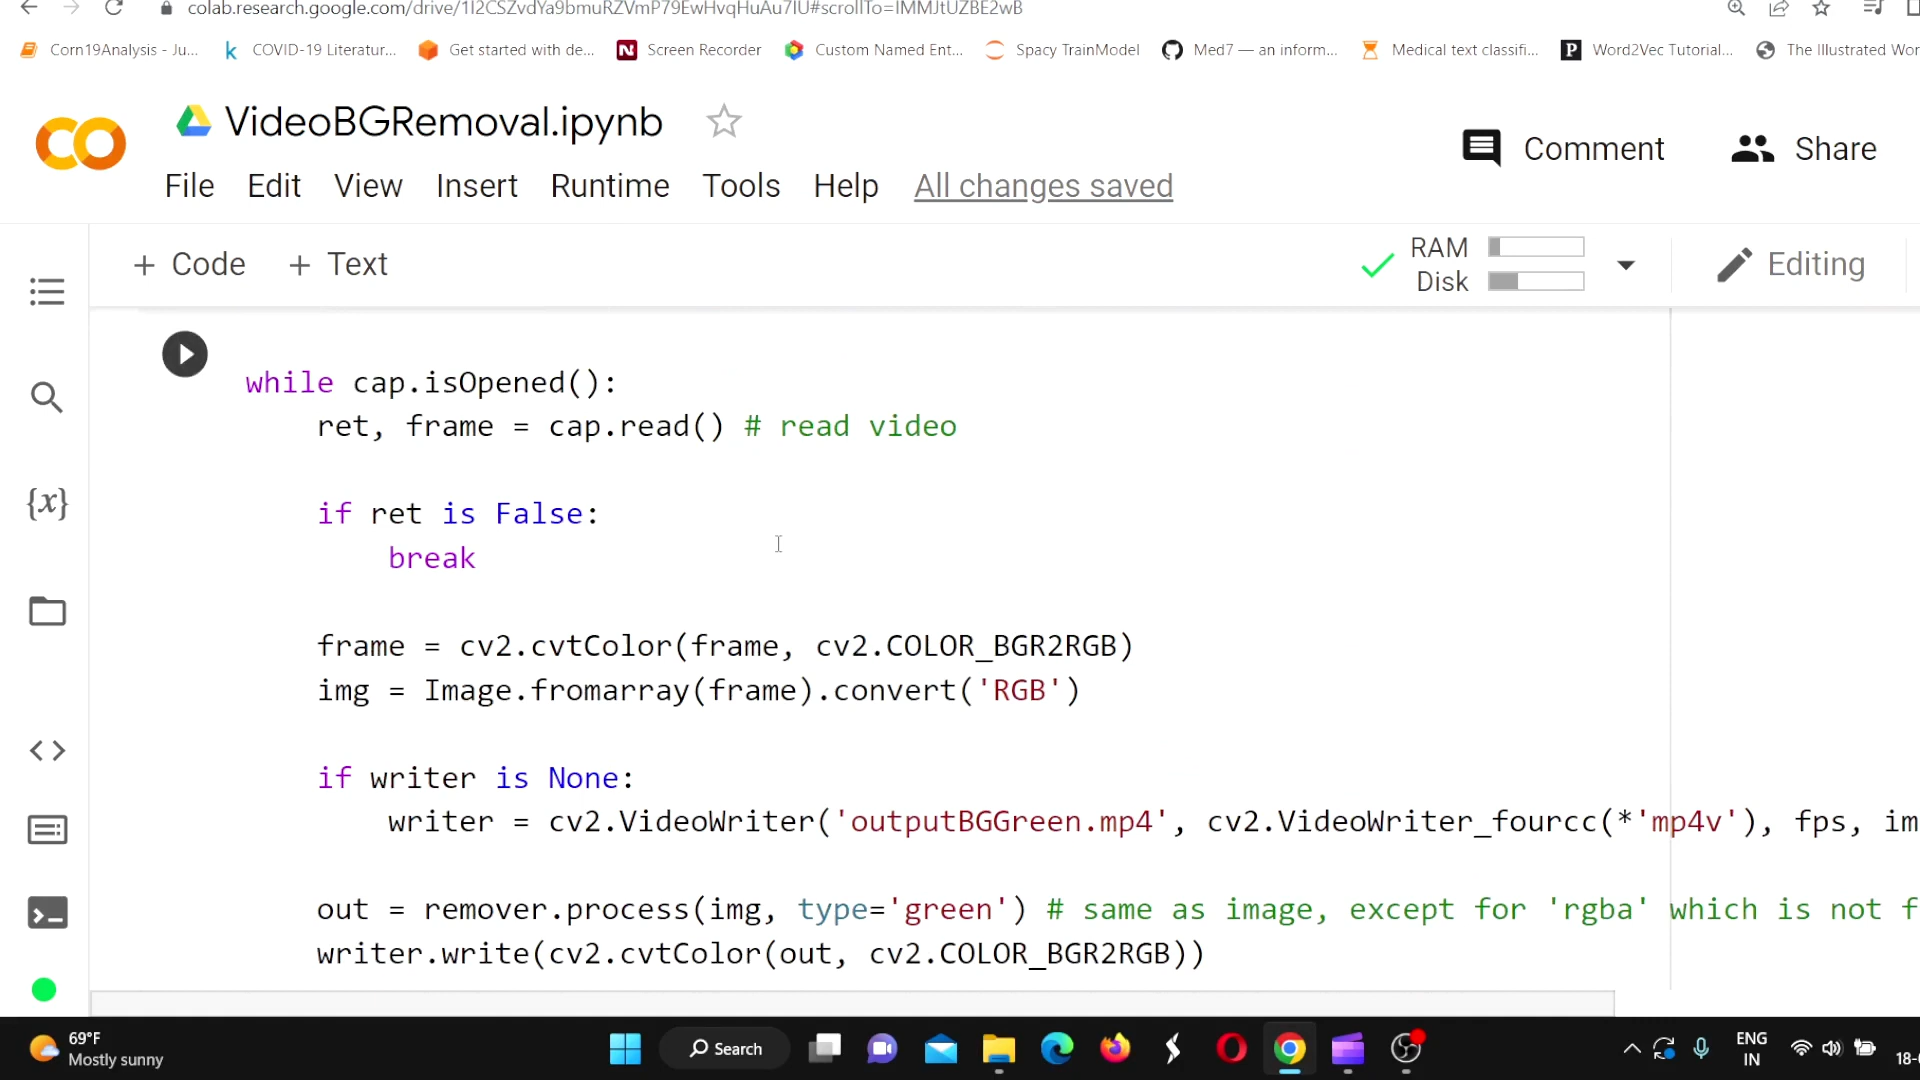 colab.research.google.com/drive/1I2CSZvdYa9bmuRZVmP79EwHvqHuAu7IU#scrollTo=IMMJtUZBE2wB
Corn19Analysis - Ju... COVID-19 Literatur... Get started with de... Screen Recorder Custom Named Ent... Spacy TrainModel Med7 — an inform... Medical text classifi... Word2Vec Tutorial... The Illustrated Wor
VideoBGRemoval.ipynb
Comment Share
File Edit View Insert Runtime Tools Help All changes saved
+ Code + Text
RAM
Disk
Editing
while cap.isOpened():
ret, frame = cap.read() # read video
if ret is False:
break
frame = cv2.cvtColor(frame, cv2.COLOR_BGR2RGB)
img = Image.fromarray(frame).convert('RGB')
if writer is None:
writer = cv2.VideoWriter('outputBGGreen.mp4', cv2.VideoWriter_fourcc(*'mp4v'), fps, im
out = remover.process(img, type='green') # same as image, except for 'rgba' which is not f
writer.write(cv2.cvtColor(out, cv2.COLOR_BGR2RGB))
69°F
Mostly sunny
Search
ENG
IN
18-